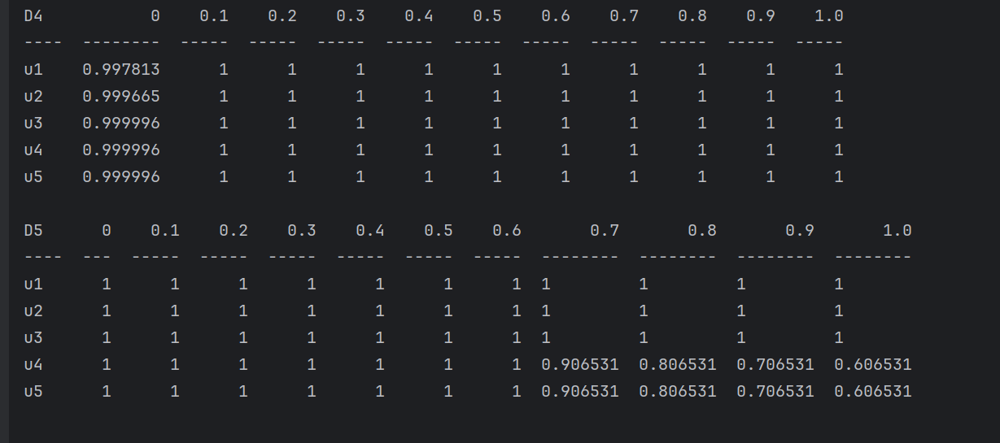 D4           0    0.1    0.2    0.3    0.4    0.5    0.6    0.7    0.8    0.9    1.0
----  --------  -----  -----  -----  -----  -----  -----  -----  -----  -----  -----
u1    0.997813      1      1      1      1      1      1      1      1      1      1
u2    0.999665      1      1      1      1      1      1      1      1      1      1
u3    0.999996      1      1      1      1      1      1      1      1      1      1
u4    0.999996      1      1      1      1      1      1      1      1      1      1
u5    0.999996      1      1      1      1      1      1      1      1      1      1
D5      0    0.1    0.2    0.3    0.4    0.5    0.6       0.7       0.8       0.9       1.0
----  ---  -----  -----  -----  -----  -----  -----  --------  --------  --------  --------
u1      1      1      1      1      1      1      1  1         1         1         1
u2      1      1      1      1      1      1      1  1         1         1         1
u3      1      1      1      1      1      1      1  1         1         1         1
u4      1      1      1      1      1      1      1  0.906531  0.806531  0.706531  0.606531
u5      1      1      1      1      1      1      1  0.906531  0.806531  0.706531  0.606531